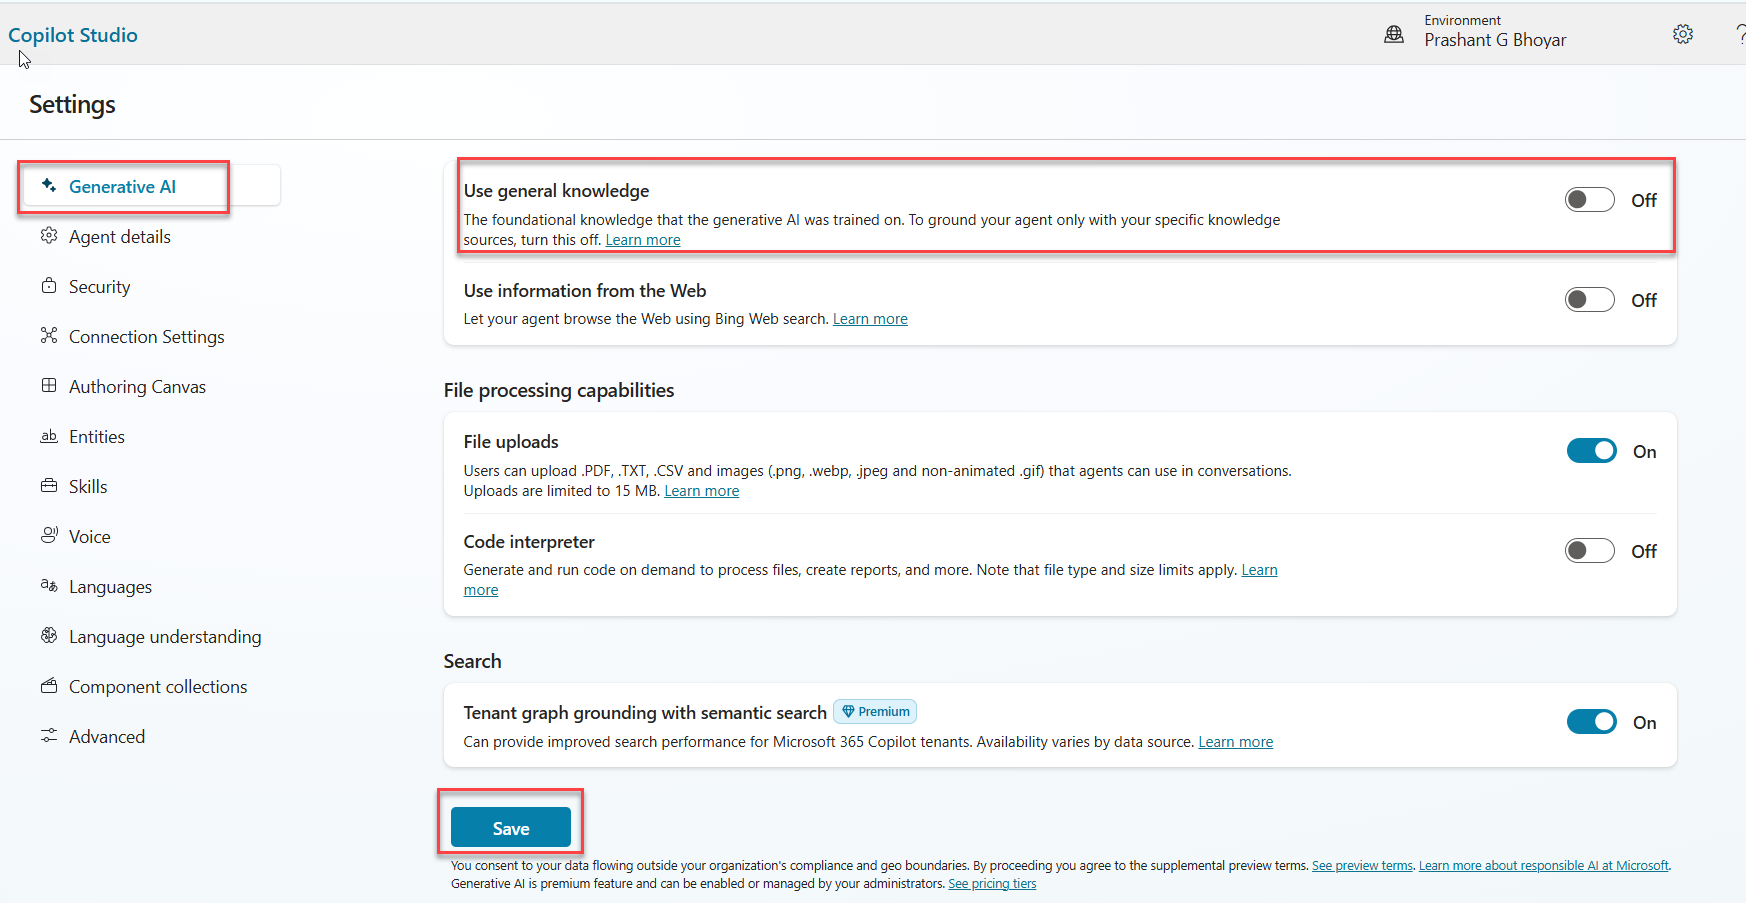 Copilot Studio
Environment
Prashant G Bhoyar
?
Settings
Generative AI
Agent details
Security
Connection Settings
Authoring Canvas
ab Entities
Skills
Voice
Languages
Language understanding
Component collections
Advanced
Use general knowledge
The foundational knowledge that the generative AI was trained on. To ground your agent only with your specific knowledge
sources, turn this off. Learn more
Off
Use information from the Web
Let your agent browse the Web using Bing Web search. Learn more
Off
File processing capabilities
File uploads
Users can upload .PDF, .TXT, .CSV and images (.png, .webp, .jpeg and non-animated .gif) that agents can use in conversations.
Uploads are limited to 15 MB. Learn more
On
Code interpreter
Generate and run code on demand to process files, create reports, and more. Note that file type and size limits apply. Learn
more
Off
Search
Tenant graph grounding with semantic search Premium
Can provide improved search performance for Microsoft 365 Copilot tenants. Availability varies by data source. Learn more
On
Save
You consent to your data flowing outside your organization's compliance and geo boundaries. By proceeding you agree to the supplemental preview terms. See preview terms. Learn more about responsible AI at Microsoft.
Generative AI is premium feature and can be enabled or managed by your administrators. See pricing tiers